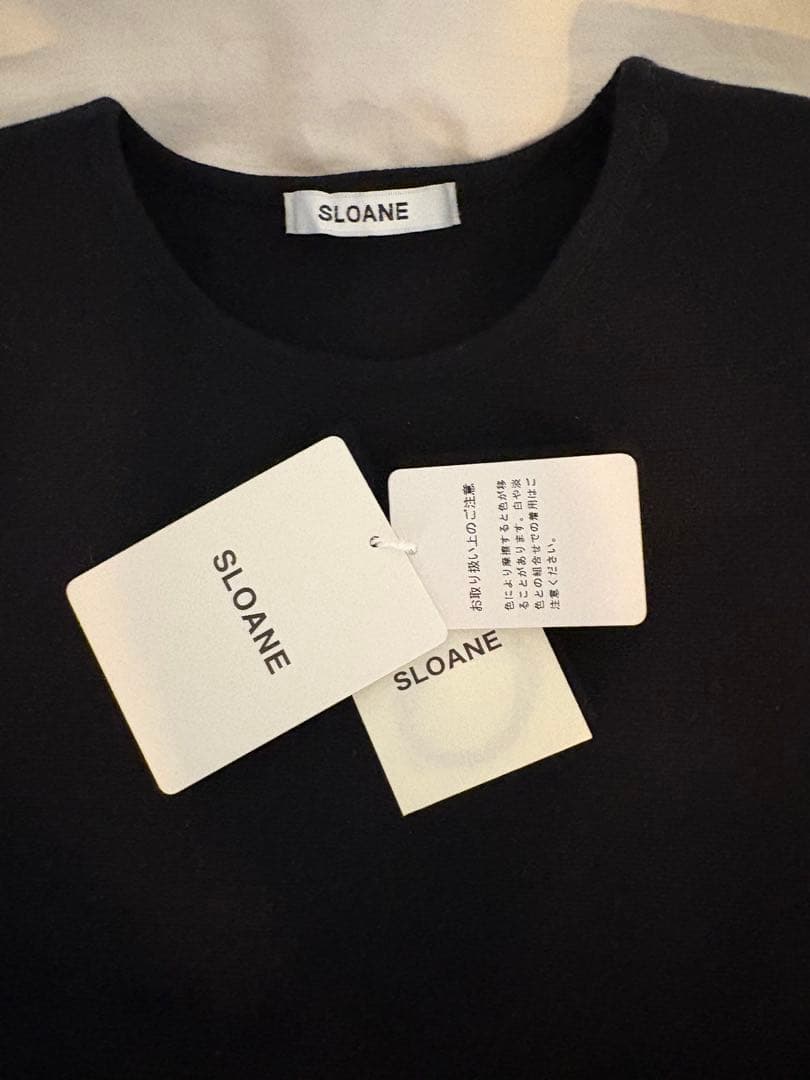 SLOANE
SLOANE
お取り扱い上のご注意
色により摩擦すると色が移
ることがあります。白や淡
色との組合せでの着用はご
注意ください。
SLOANE